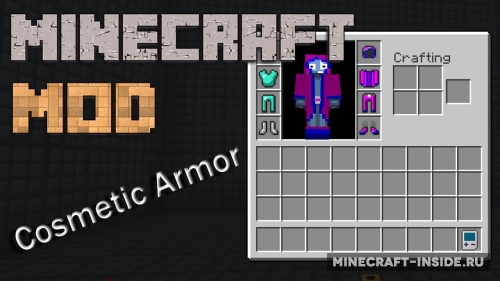 MINECRAFT
MOD
Cosmetic Armor
Crafting
MINECRAFT-INSIDE.RU